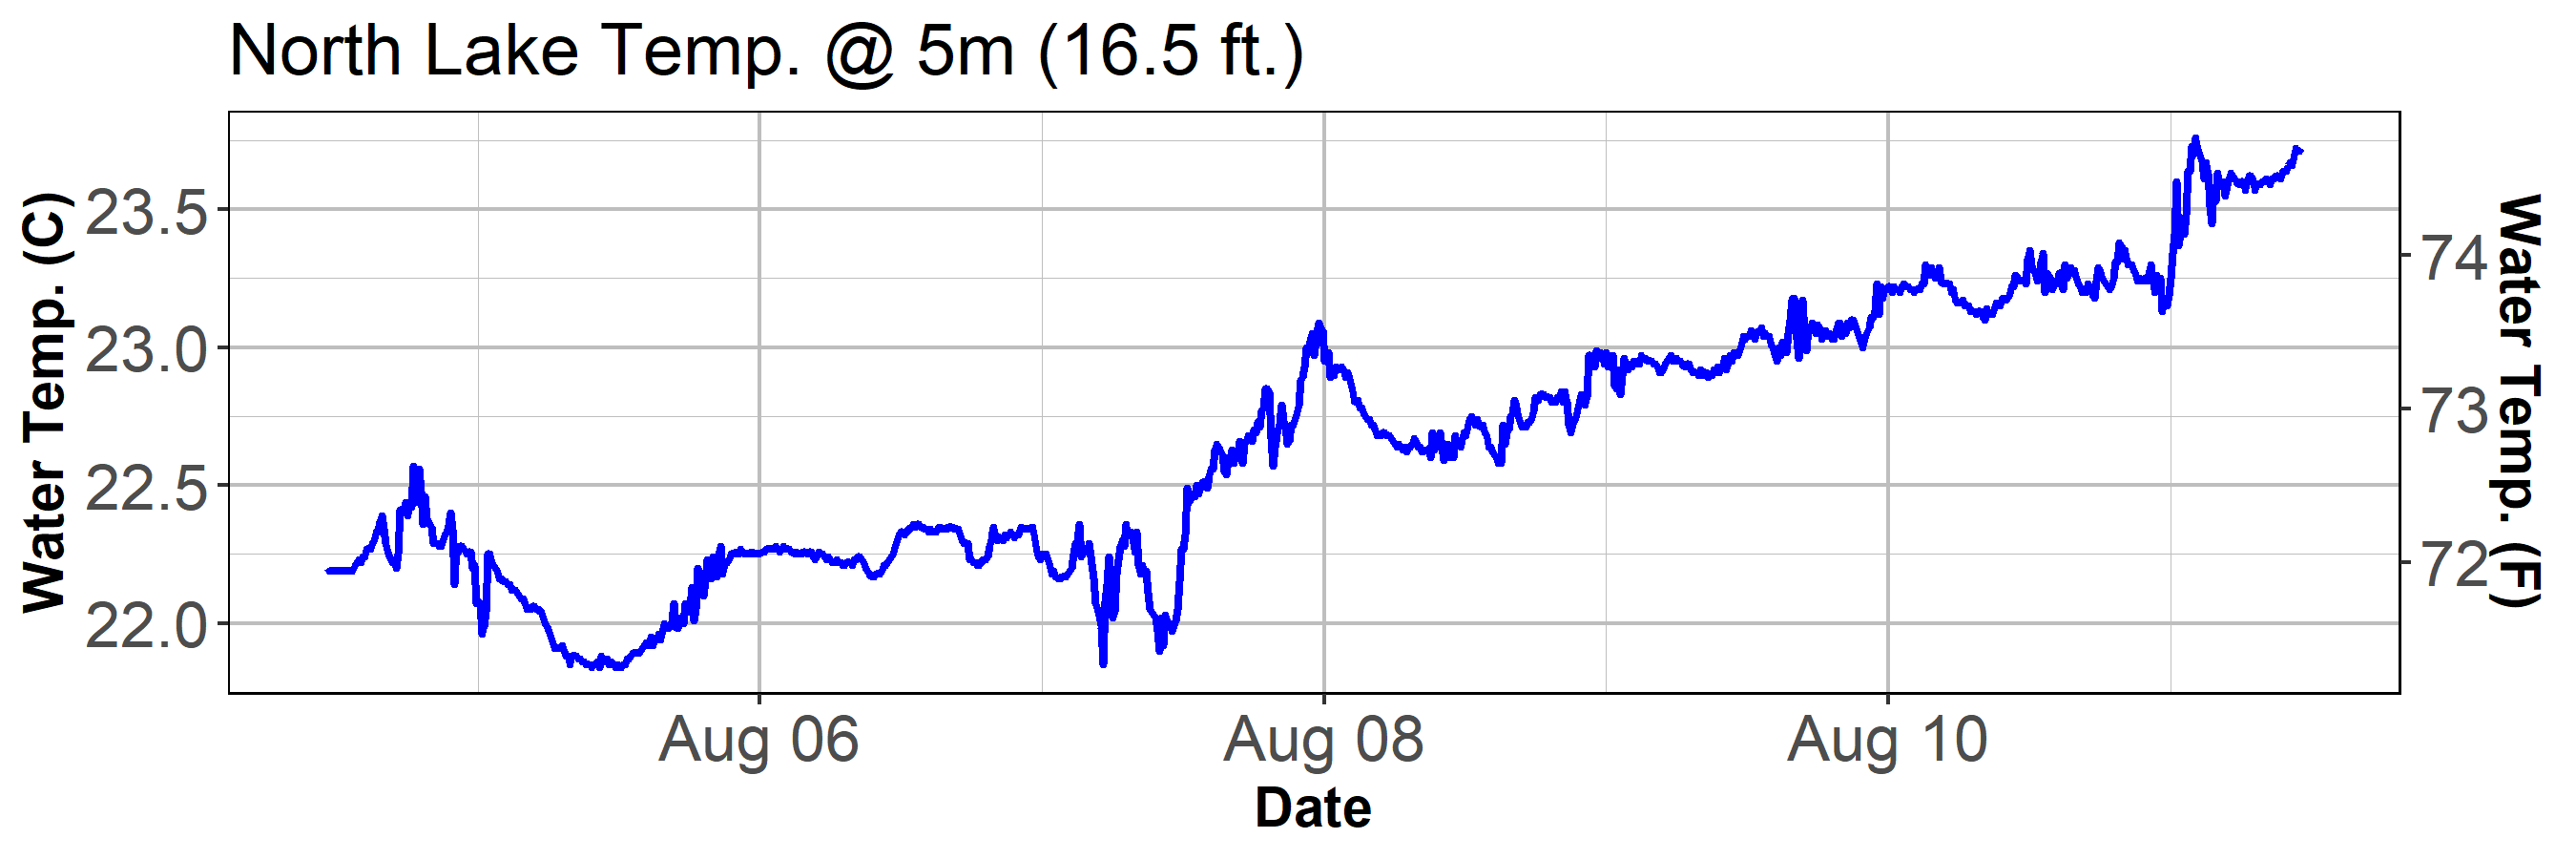 North Lake Temp. @ 5m (16.5 ft.)
Water Temp. (C)
23.5
23.0
22.5
22.0
74
73
72
Water Temp. (F)
Aug 06 Aug 08 Aug 10
Date